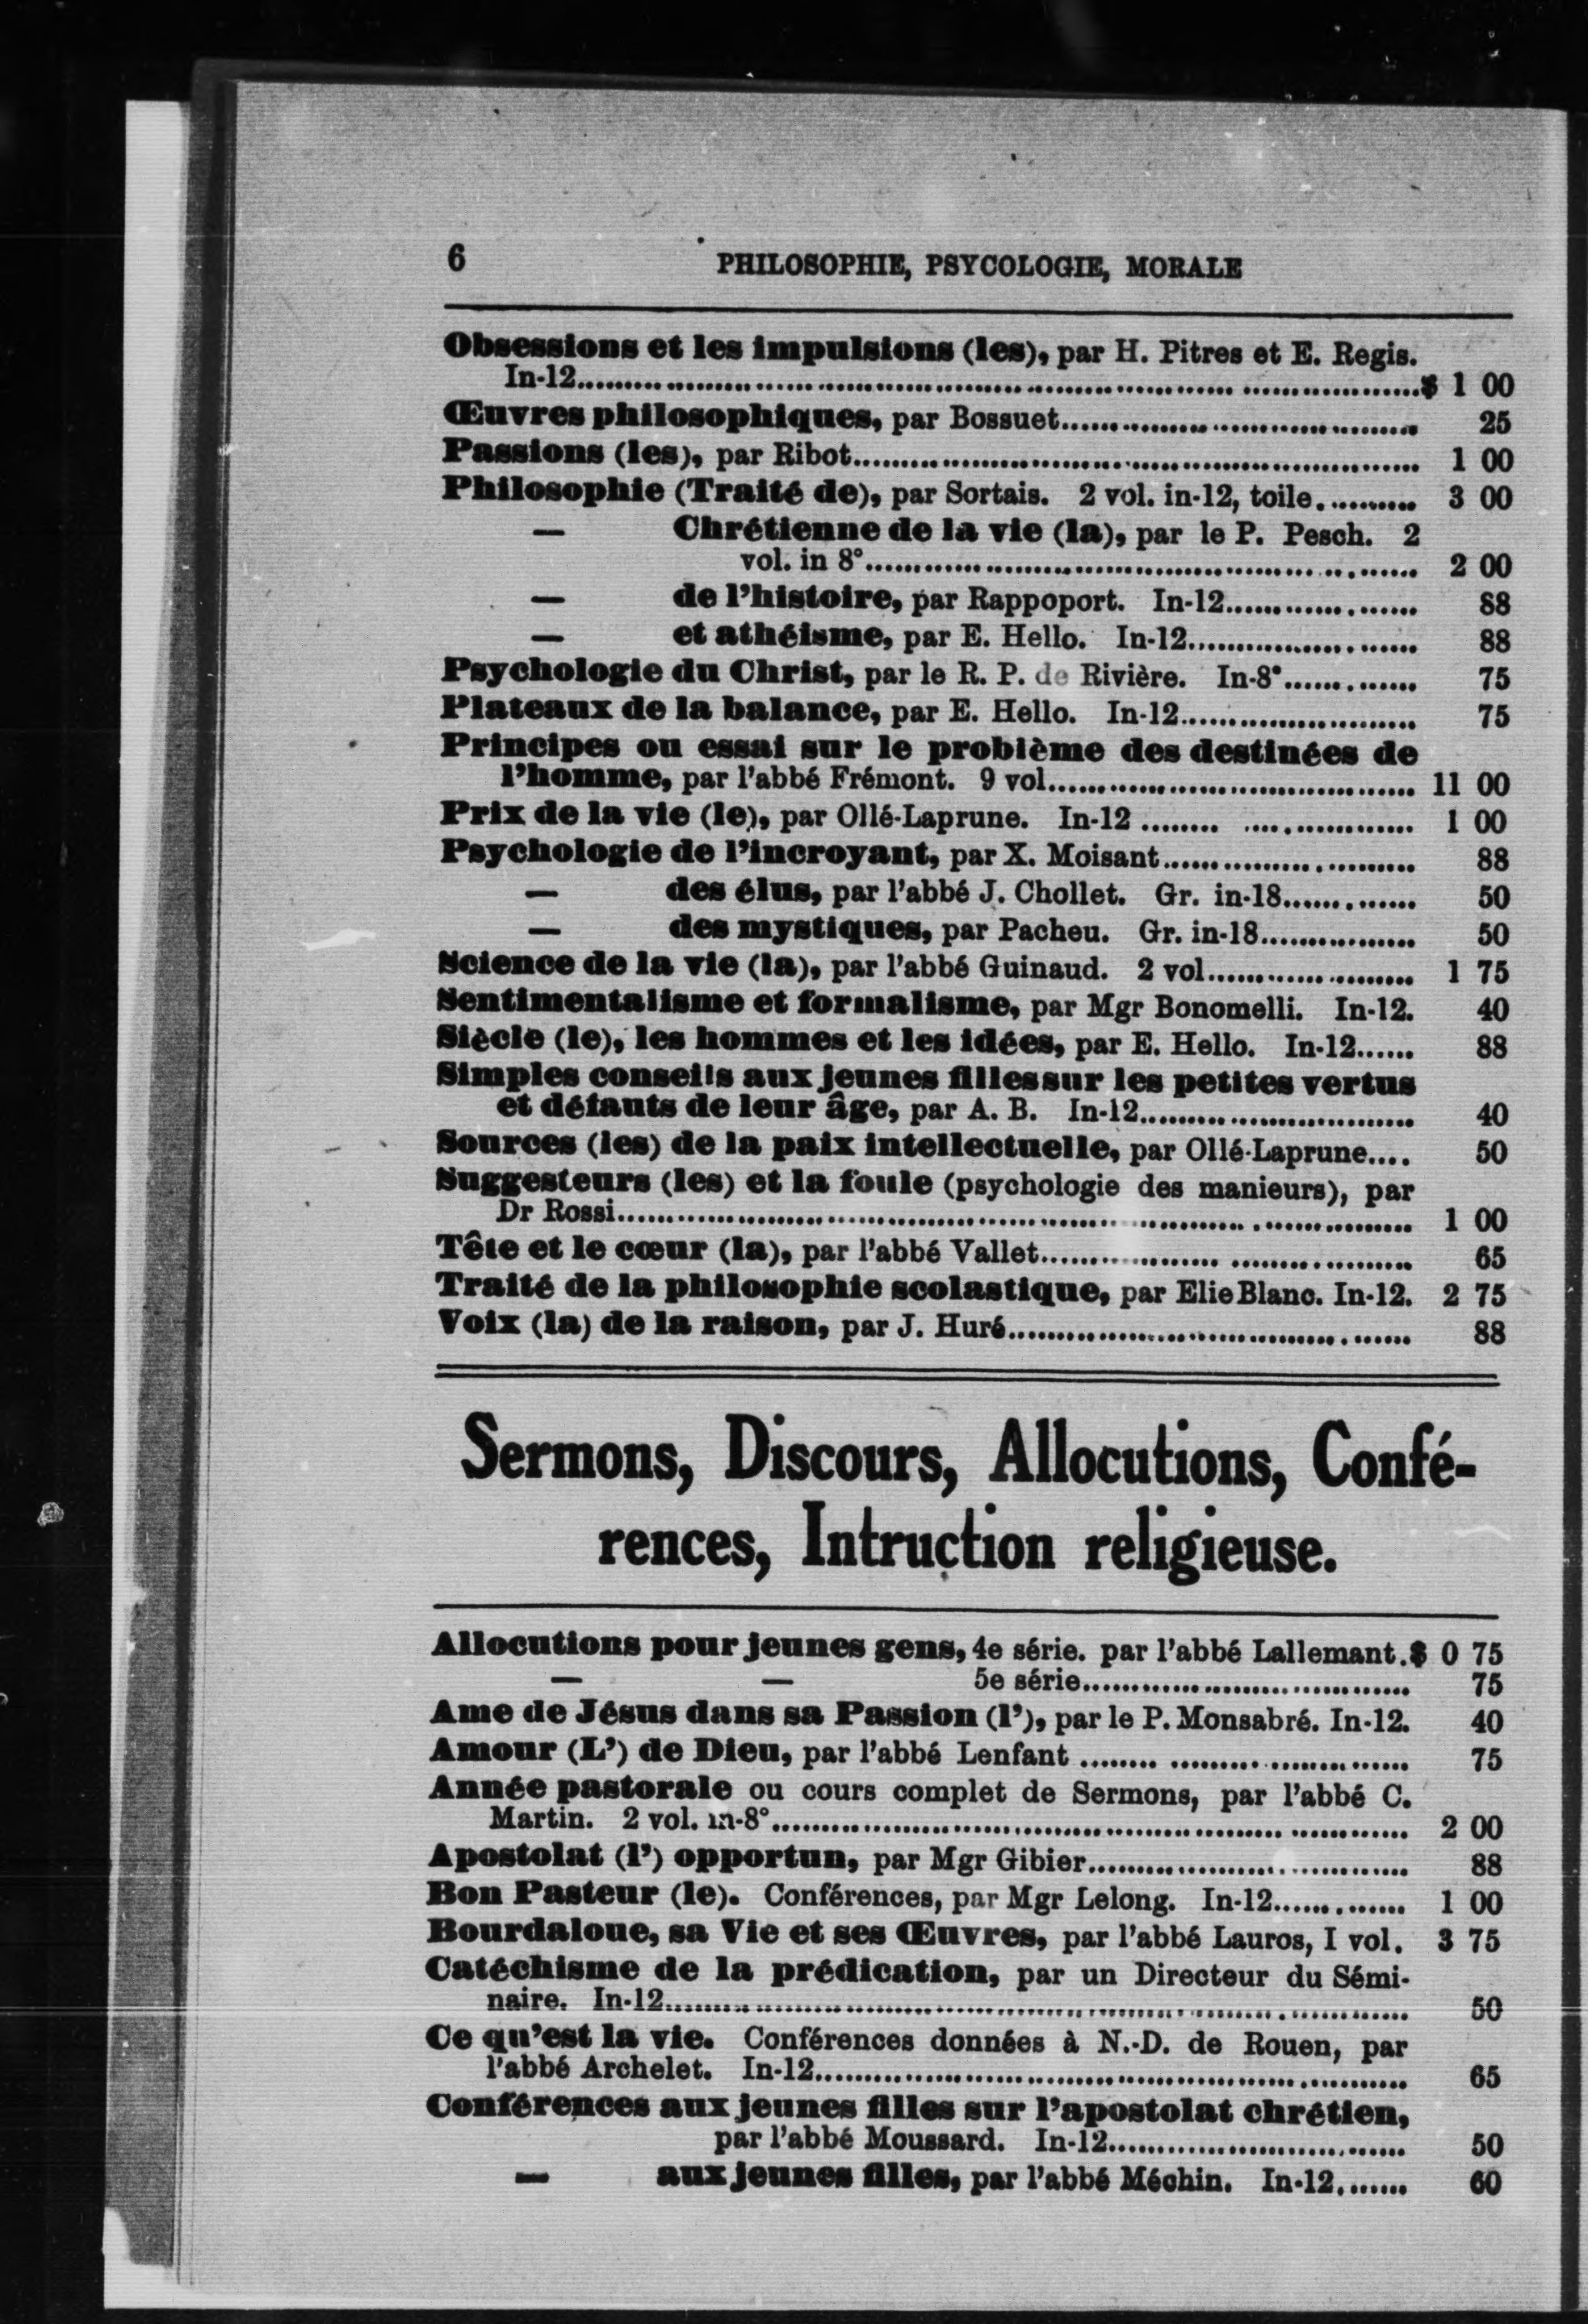 6 PHILOSOPHIE, PSYCOLOGIE, MORALE
Obsessions et les impulsions (les), par H. Pitres et E. Regis.
In-12........................................$ 1 00
Œuvres philosophiques, par Bossuet.................... 25
Passions (les), par Ribot.................... 1 00
Philosophie (Traité de), par Sortais. 2 vol. in-12, toile.......... 3 00
— Chrétienne de la vie (la), par le P. Pesch. 2
vol. in 8°.................... 2 00
— de l'histoire, par Rappoport. In-12.................... 88
— et athéisme, par E. Hello. In-12.................... 88
Psychologie du Christ, par le R. P. de Rivière. In-8°............. 75
Plateaux de la balance, par E. Hello. In-12.................... 75
Principes ou essai sur le problème des destinées de
l'homme, par l'abbé Frémont. 9 vol.................... 11 00
Prix de la vie (le), par Ollé-Laprune. In-12 .................... 1 00
Psychologie de l'incroyant, par X. Moisant.................... 88
— des élus, par l'abbé J. Chollet. Gr. in-18............. 50
— des mystiques, par Pacheu. Gr. in-18................ 50
Science de la vie (la), par l'abbé Guinaud. 2 vol.................... 1 75
Sentimentalisme et formalisme, par Mgr Bonomelli. In-12. 40
Siècle (le), les hommes et les idées, par E. Hello. In-12...... 88
Simples conseils aux jeunes filles sur les petites vertus
et défauts de leur âge, par A. B. In-12.................... 40
Sources (les) de la paix intellectuelle, par Ollé-Laprune.... 50
Suggesteurs (les) et la foule (psychologie des manieurs), par
Dr Rossi.................... 1 00
Tête et le cœur (la), par l'abbé Vallet.................... 65
Traité de la philosophie scolastique, par Elie Blanc. In-12. 2 75
Voix (la) de la raison, par J. Huré.................... 88
Sermons, Discours, Allocutions, Confé-
rences, Intruction religieuse.
Allocutions pour jeunes gens, 4e série. par l'abbé Lallemant.$ 0 75
— — 5e série.................... 75
Ame de Jésus dans sa Passion (l'), par le P. Monsabré. In-12. 40
Amour (L') de Dieu, par l'abbé Lenfant .................... 75
Année pastorale ou cours complet de Sermons, par l'abbé C.
Martin. 2 vol. in-8°.................... 2 00
Apostolat (l') opportun, par Mgr Gibier.................... 88
Bon Pasteur (le). Conférences, par Mgr Lelong. In-12............. 1 00
Bourdaloue, sa Vie et ses Œuvres, par l'abbé Lauros, I vol. 3 75
Catéchisme de la prédication, par un Directeur du Sémi-
naire. In-12.................... 50
Ce qu'est la vie. Conférences données à N.-D. de Rouen, par
l'abbé Archelet. In-12.................... 65
Conférences aux jeunes filles sur l'apostolat chrétien,
par l'abbé Moussard. In-12.................... 50
— aux jeunes filles, par l'abbé Méchin. In-12....... 60